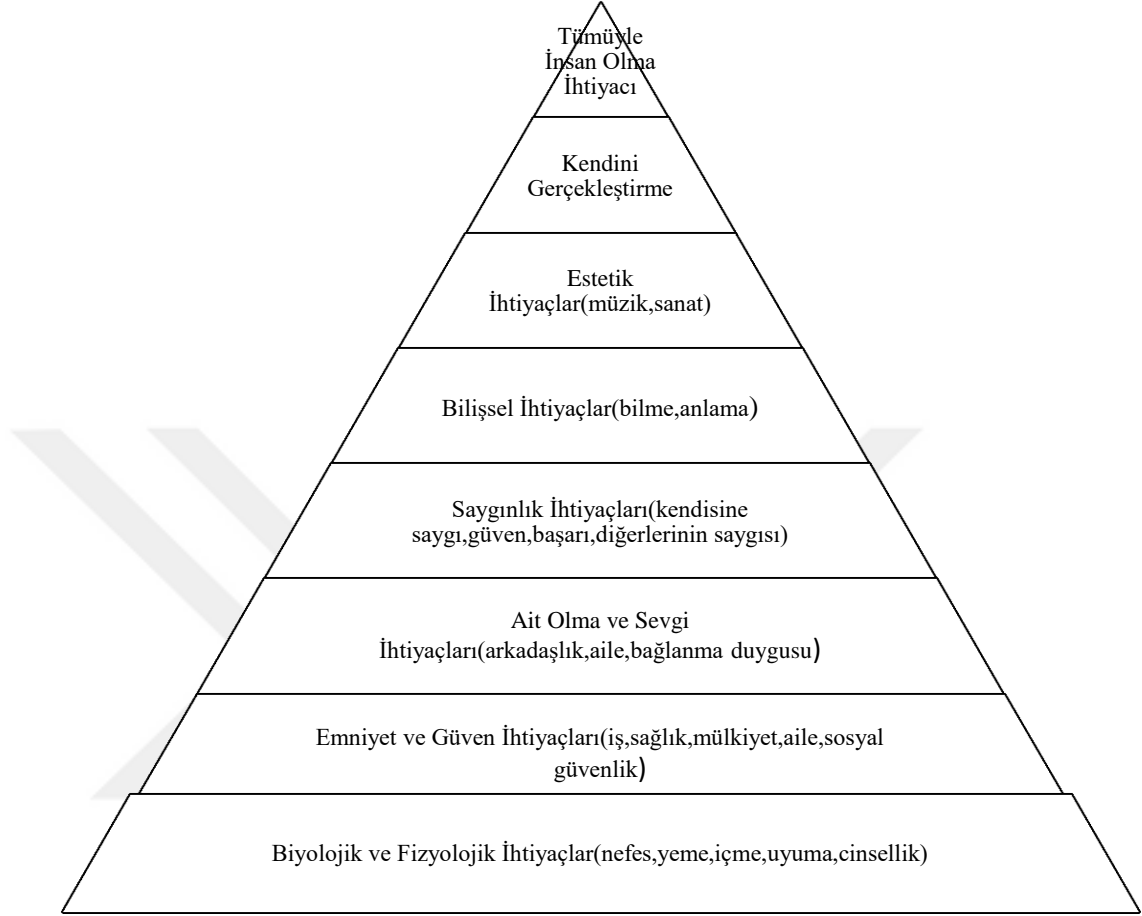 Tümüyle
İnsan Olma
İhtiyacı
Kendini
Gerçekleştirme
Estetik
İhtiyaçlar(müzik,sanat)
Bilişsel İhtiyaçlar(bilme,anlama)
Saygınlık İhtiyaçları(kendisine
saygı,güven,başarı,diğerlerinin saygısı)
Ait Olma ve Sevgi
İhtiyaçları(arkadaşlık,aile,bağlanma duygusu)
Emniyet ve Güven İhtiyaçları(iş,sağlık,mülkiyet,aile,sosyal
güvenlik)
Biyolojik ve Fizyolojik İhtiyaçlar(nefes,yeme,içme,uyuma,cinsellik)